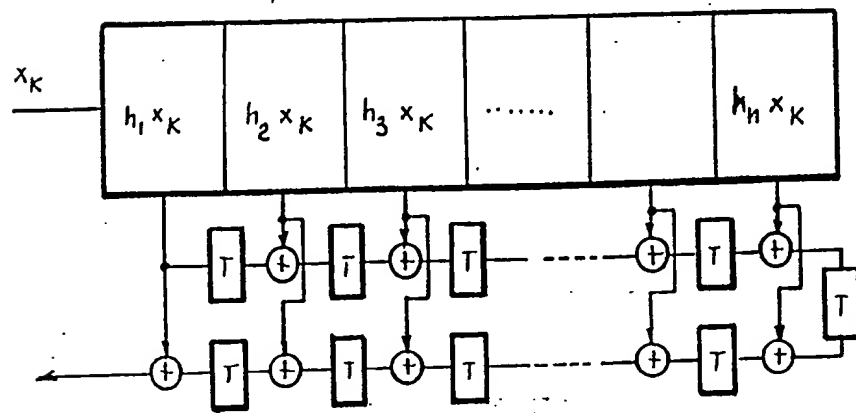 x_K
h_1 x_K h_2 x_K h_3 x_K ....... h_n x_K
T + T + T + T +
T
+ T + T + T + T +